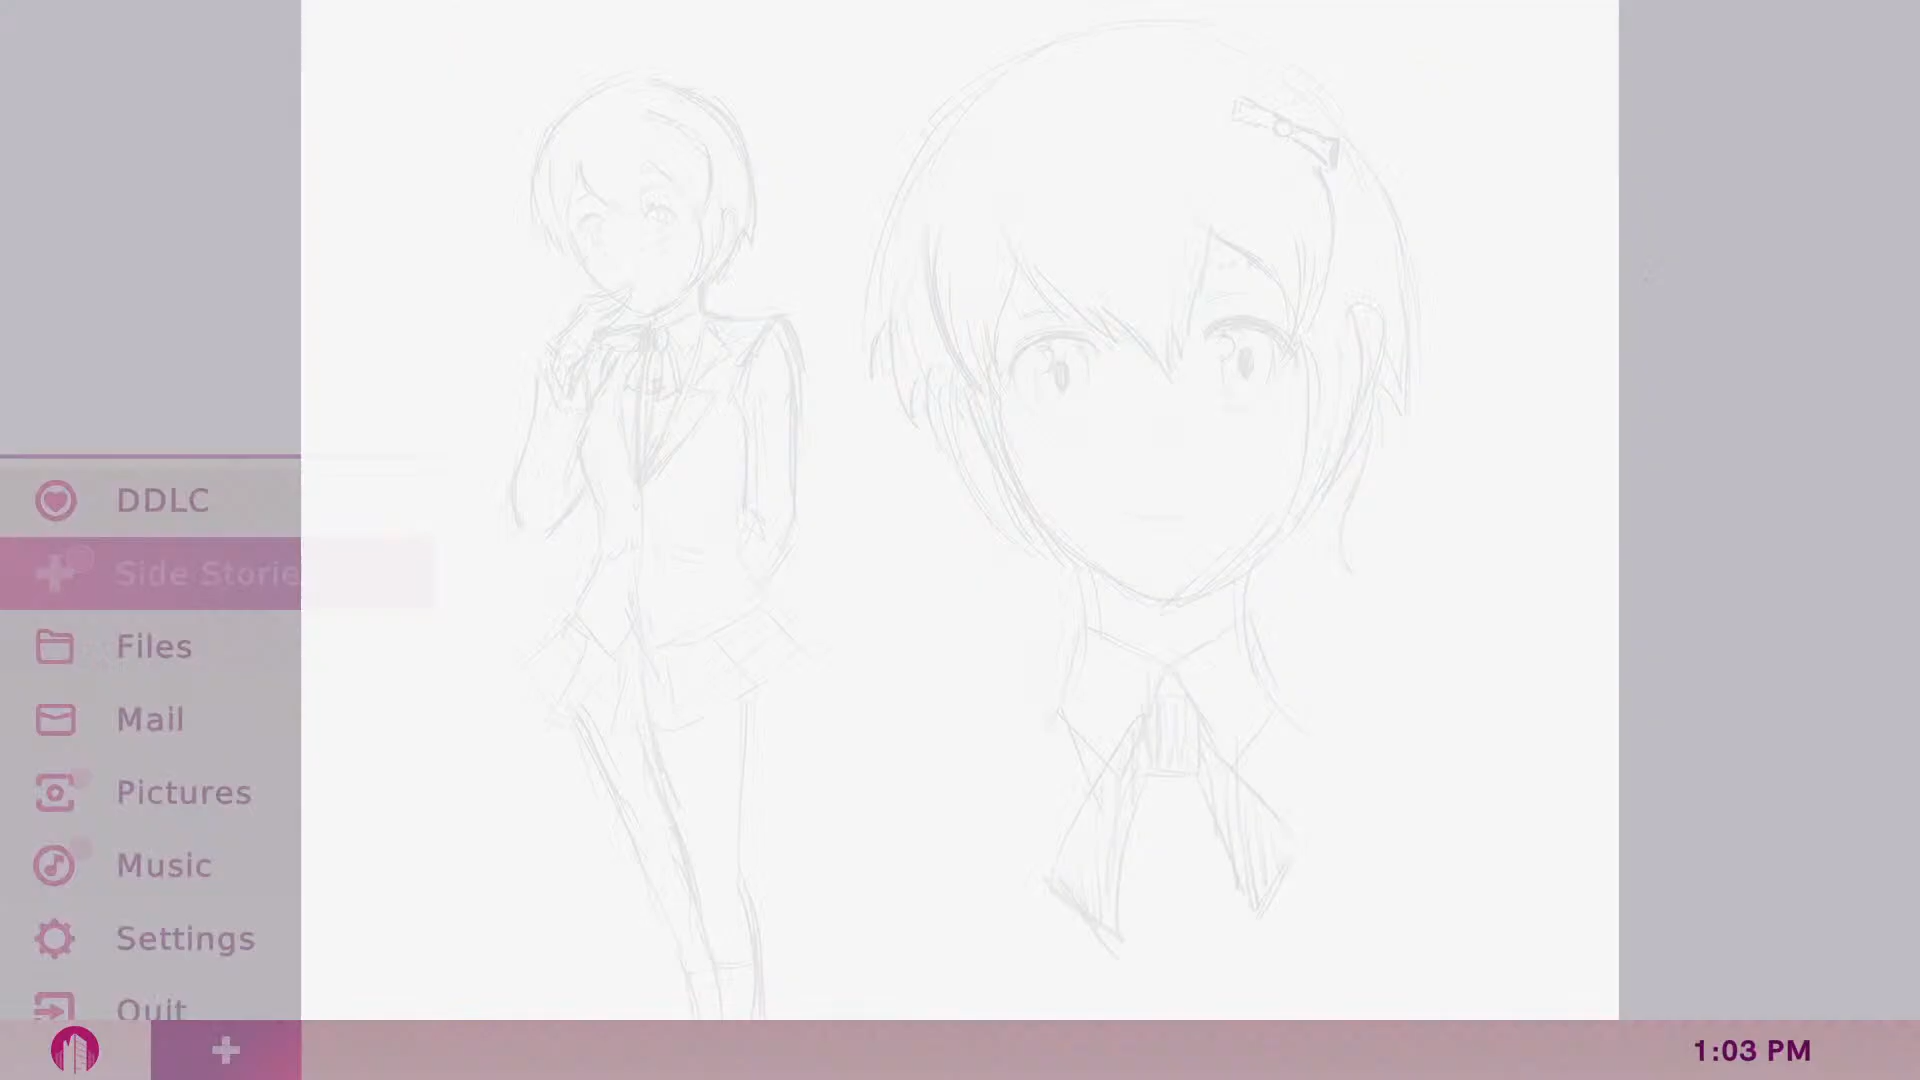 DDLC
Side Storie
Files
Mail
Pictures
Music
Settings
Quit
1:03 PM